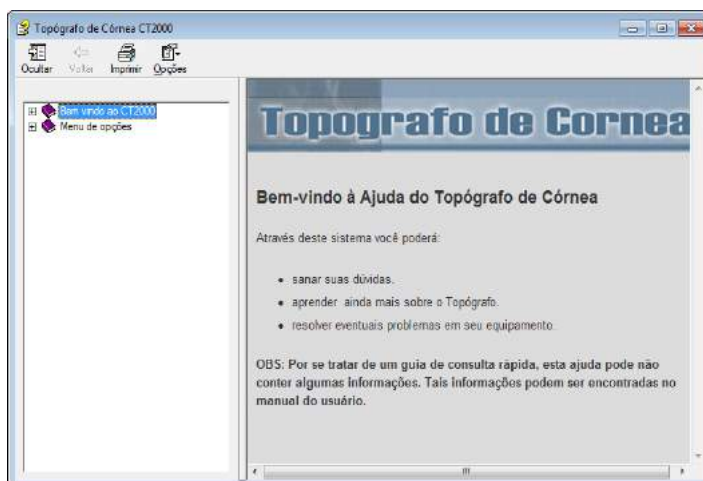 Topógrafo de Córnea CT2000
Ocultar Voltar Imprimir Opções
Bem vindo ao CT2000
Menu de opções
Topografo de Cornea
Bem-vindo à Ajuda do Topógrafo de Córnea
Através deste sistema você poderá:
• sanar suas dúvidas.
• aprender ainda mais sobre o Topógrafo.
• resolver eventuais problemas em seu equipamento.
OBS: Por se tratar de um guia de consulta rápida, esta ajuda pode não
conter algumas informações. Tais informações podem ser encontradas no
manual do usuário.